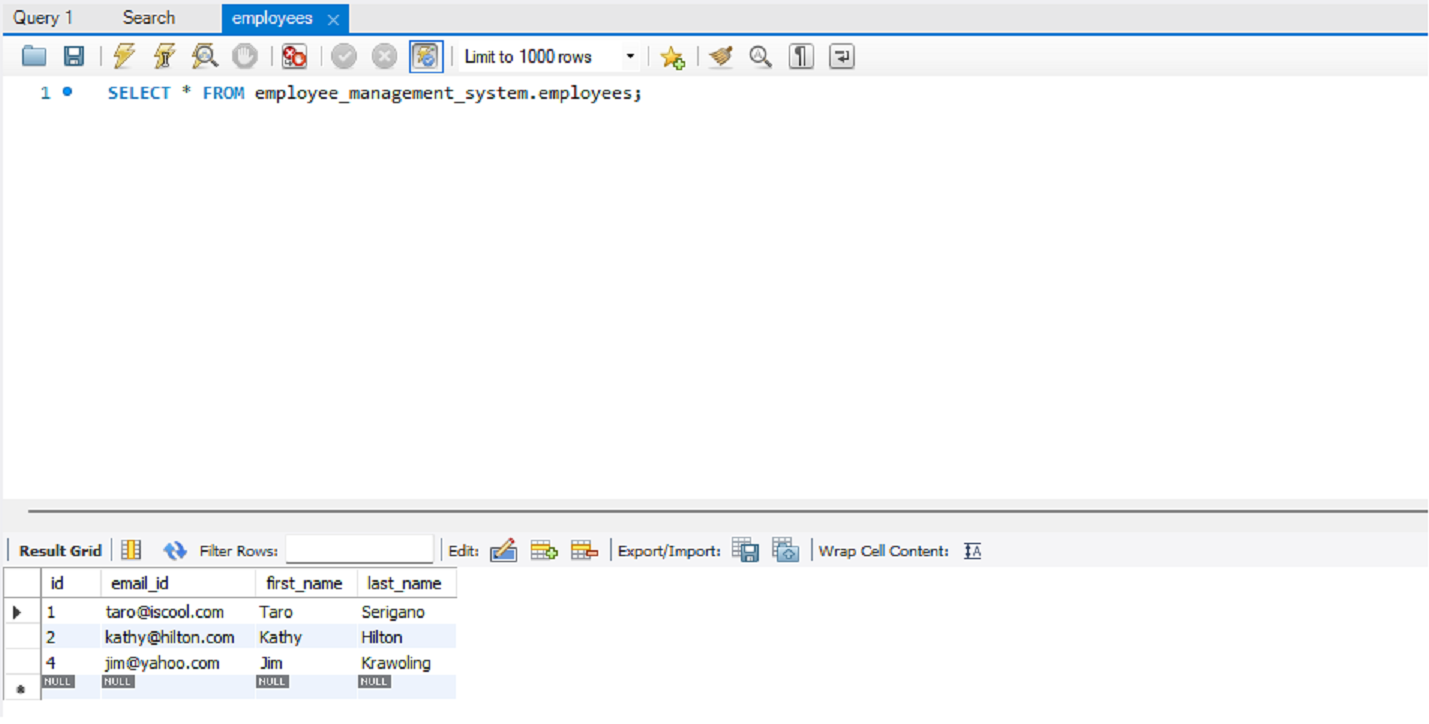 Query 1 Search employees
Limit to 1000 rows
1 SELECT * FROM employee_management_system.employees;
Result Grid Filter Rows: Edit: Export/Import: Wrap Cell Content: IA
id email_id first_name last_name
1 taro@iscool.com Taro Serigano
2 kathy@hilton.com Kathy Hilton
4 jim@yahoo.com Jim Krawoling
NULL NULL NULL NULL